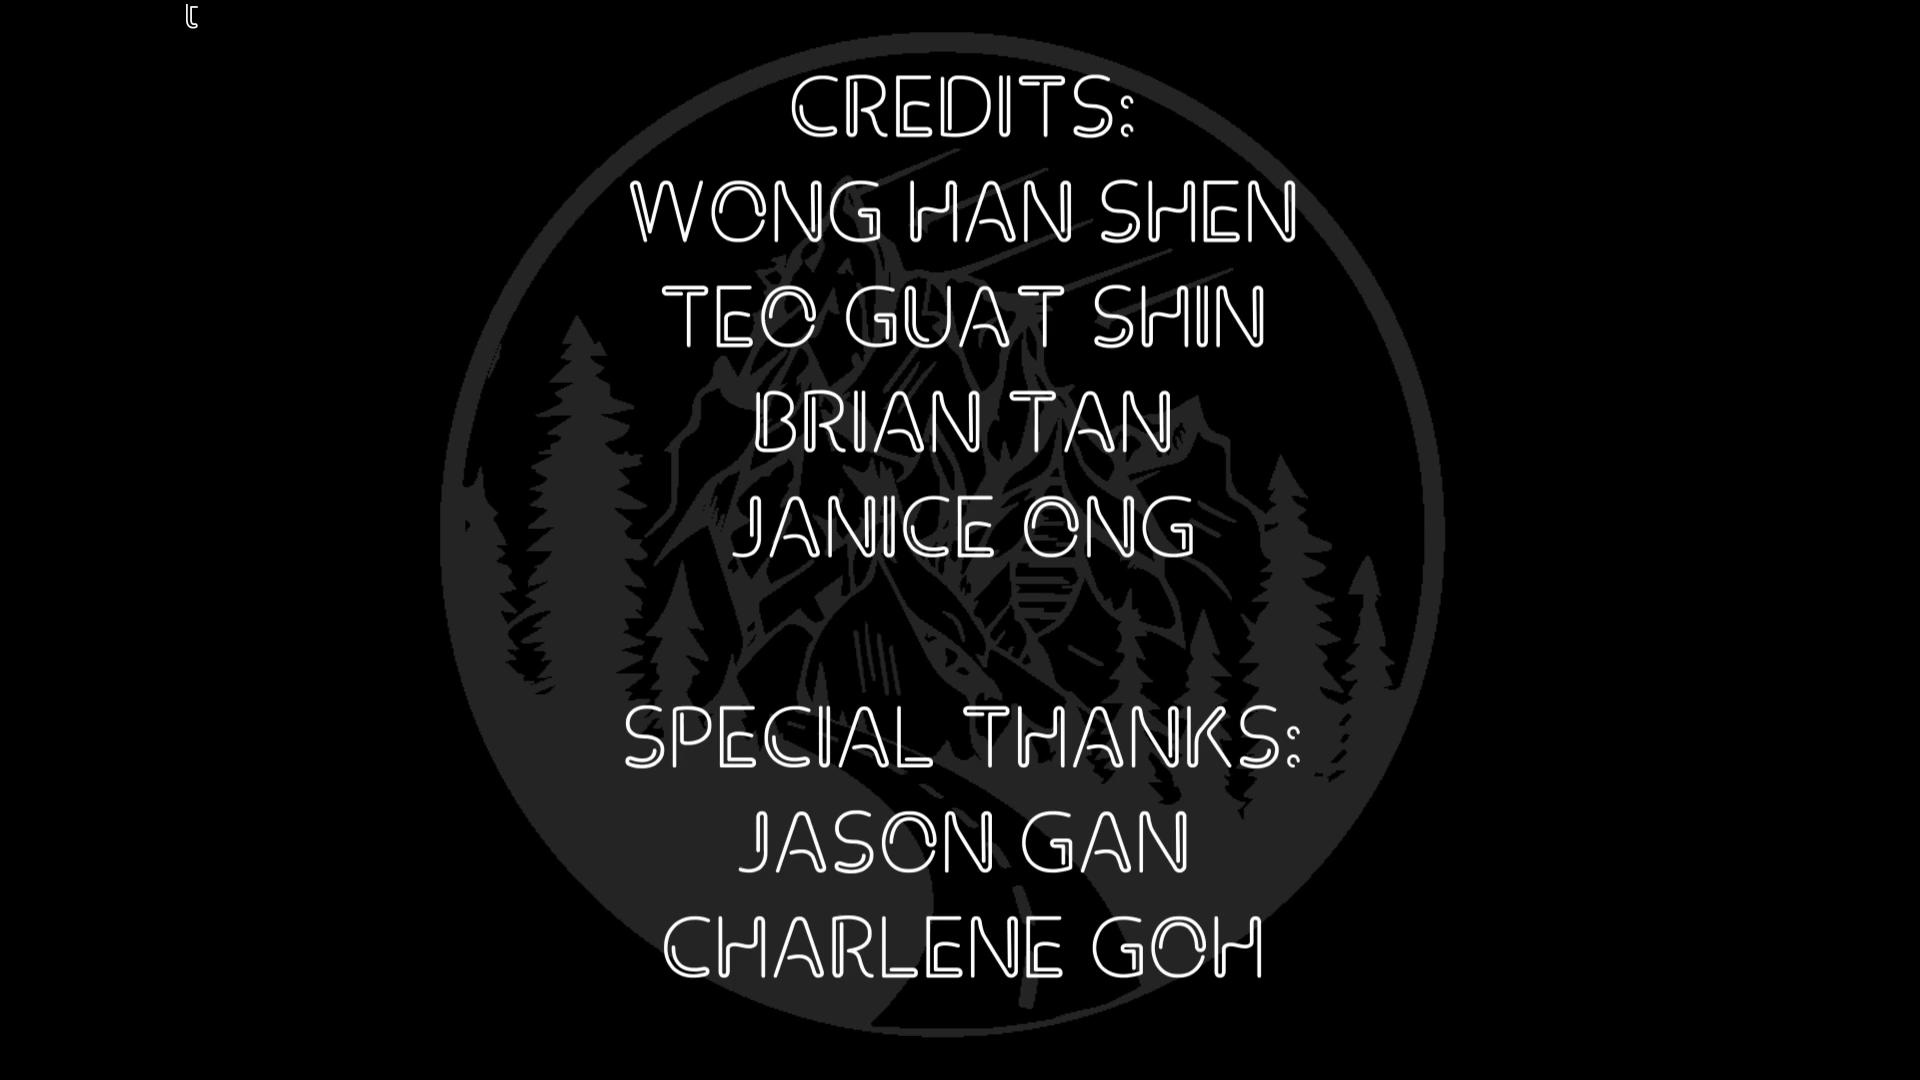 CREDITS:
WONG HAN SHEN
TEO GUAT SHIN
BRIAN TAN
JANICE ONG
SPECIAL THANKS:
JASON GAN
CHARLENE GOH